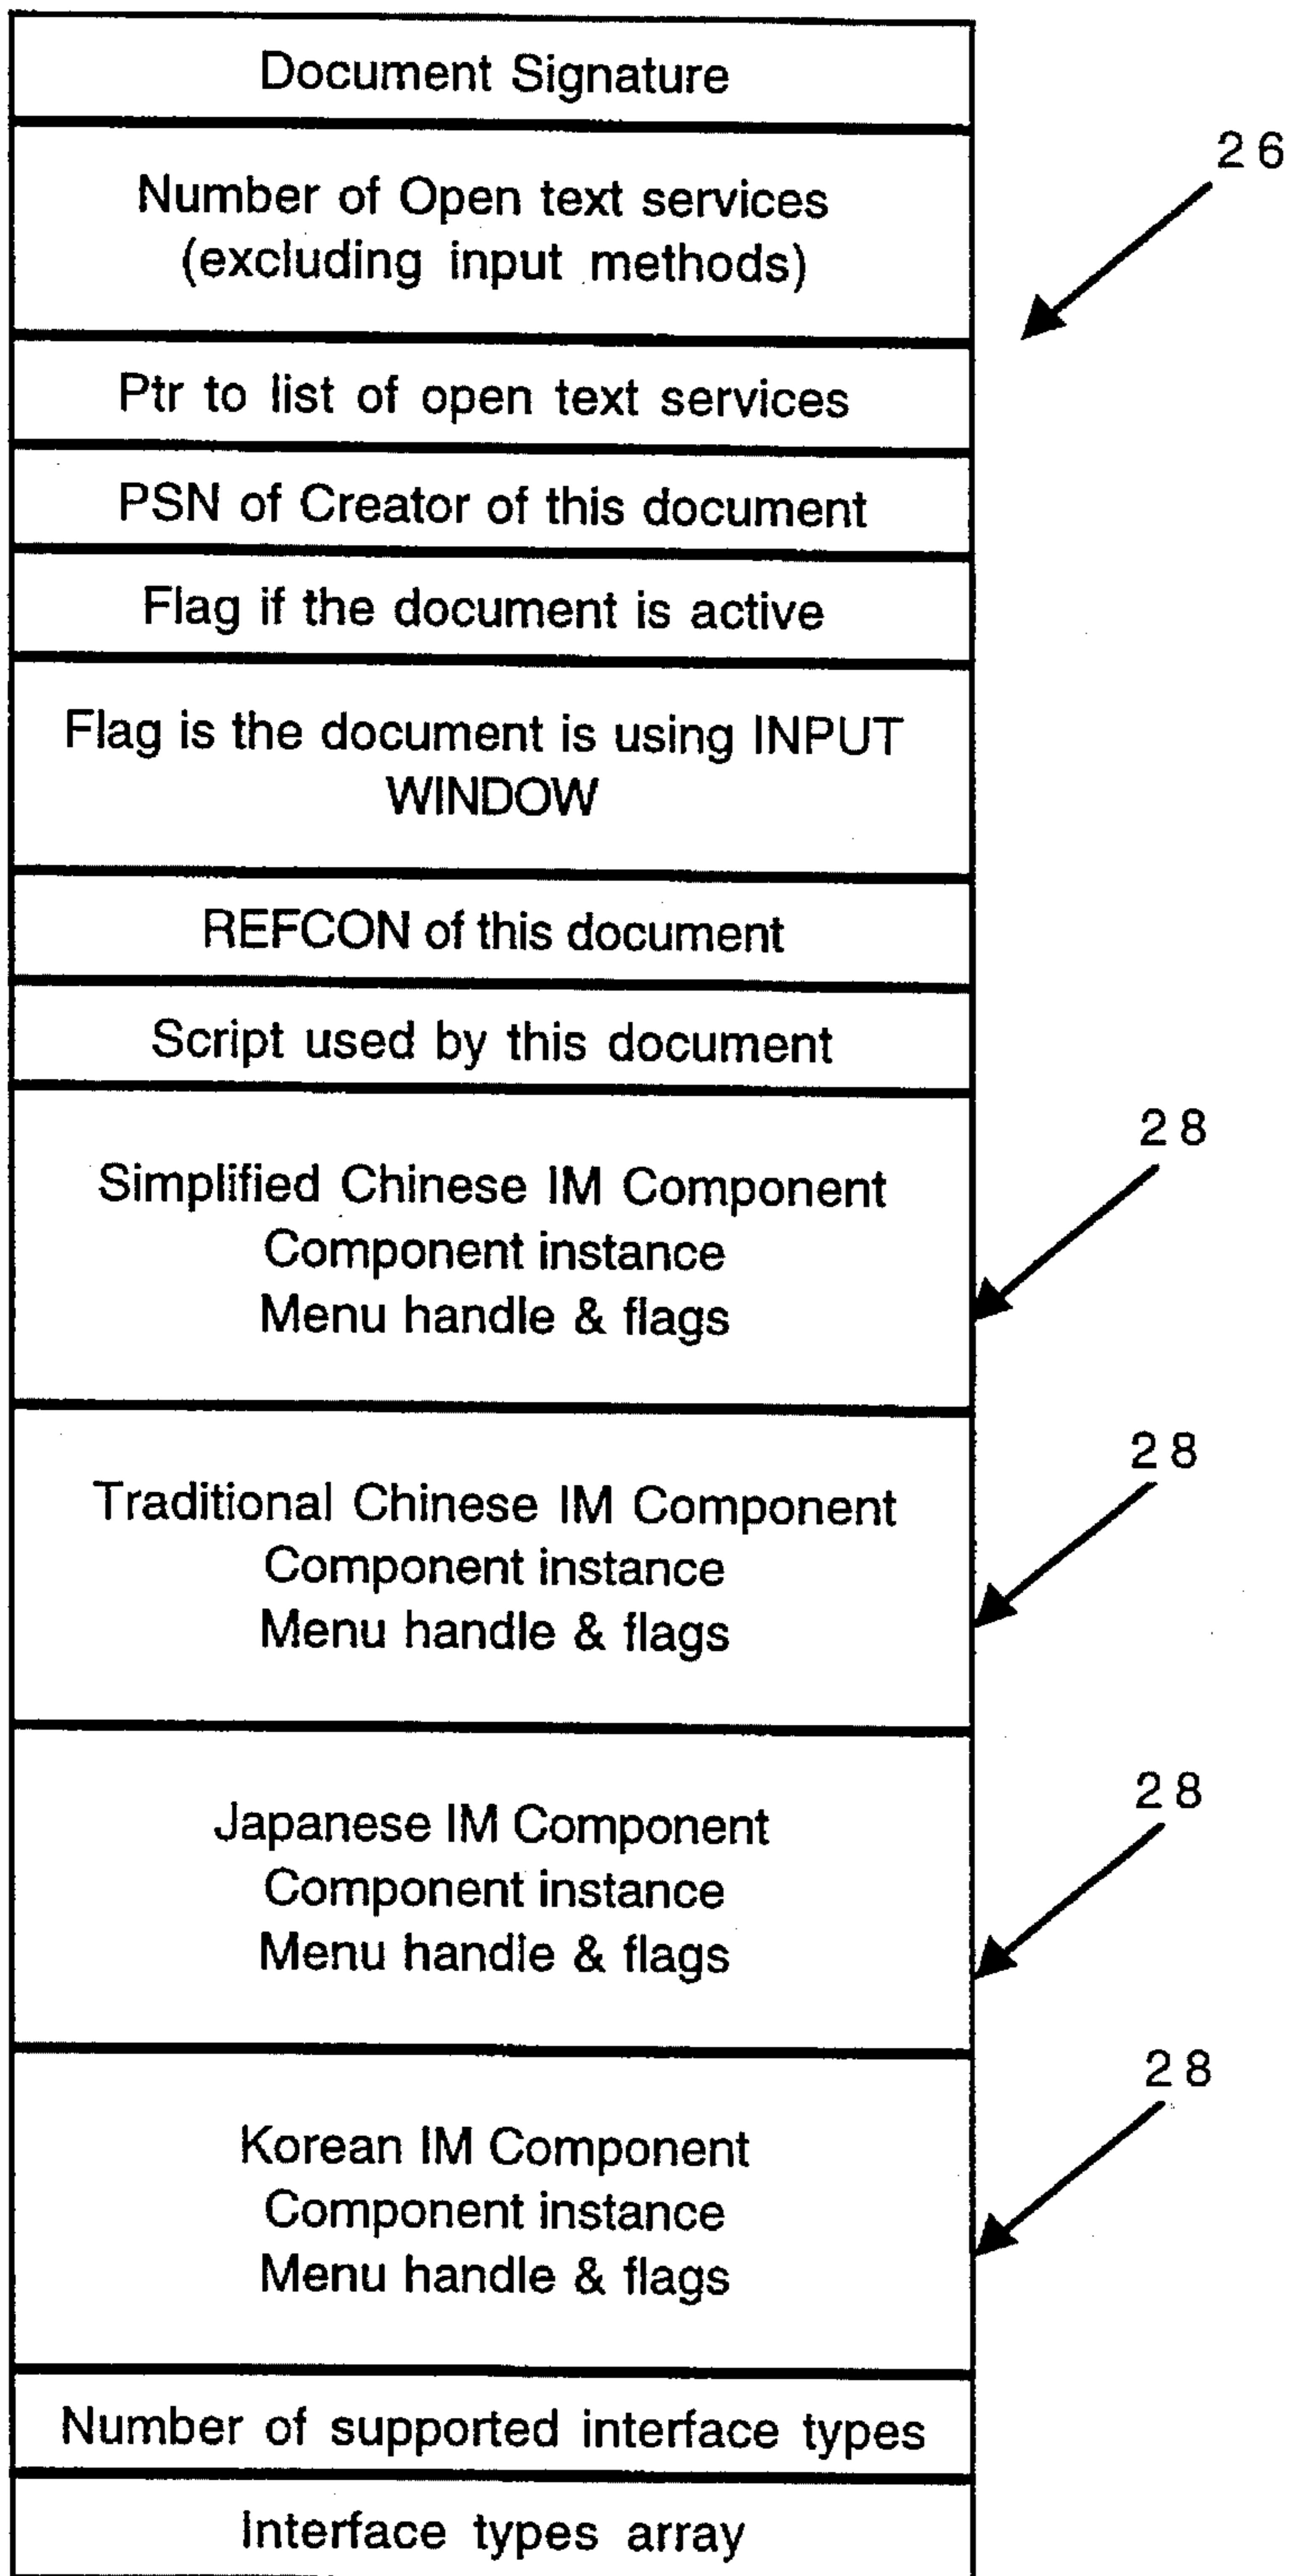 Document Signature
26
Number of Open text services
(excluding input methods)
Ptr to list of open text services
PSN of Creator of this document
Flag if the document is active
Flag is the document is using INPUT
WINDOW
REFCON of this document
Script used by this document
28
Simplified Chinese IM Component
Component instance
Menu handle & flags
28
Traditional Chinese IM Component
Component instance
Menu handle & flags
28
Japanese IM Component
Component instance
Menu handle & flags
28
Korean IM Component
Component instance
Menu handle & flags
Number of supported interface types
Interface types array